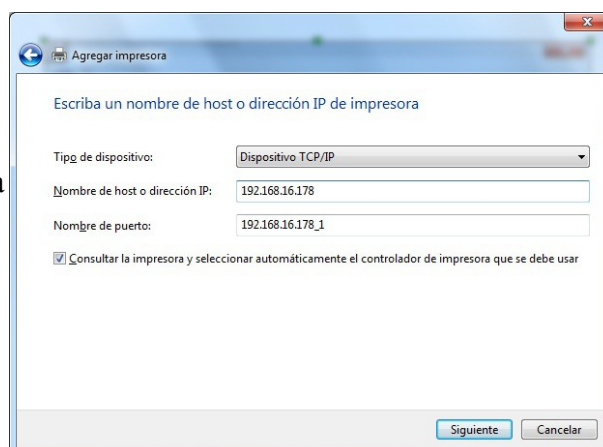 Agregar impresora
Escriba un nombre de host o dirección IP de impresora
Tipo de dispositivo: Dispositivo TCP/IP
a
Nombre de host o dirección IP: 192.168.16.178
Nombre de puerto: 192.168.16.178_1
Consultar la impresora y seleccionar automáticamente el controlador de impresora que se debe usar
Siguiente Cancelar